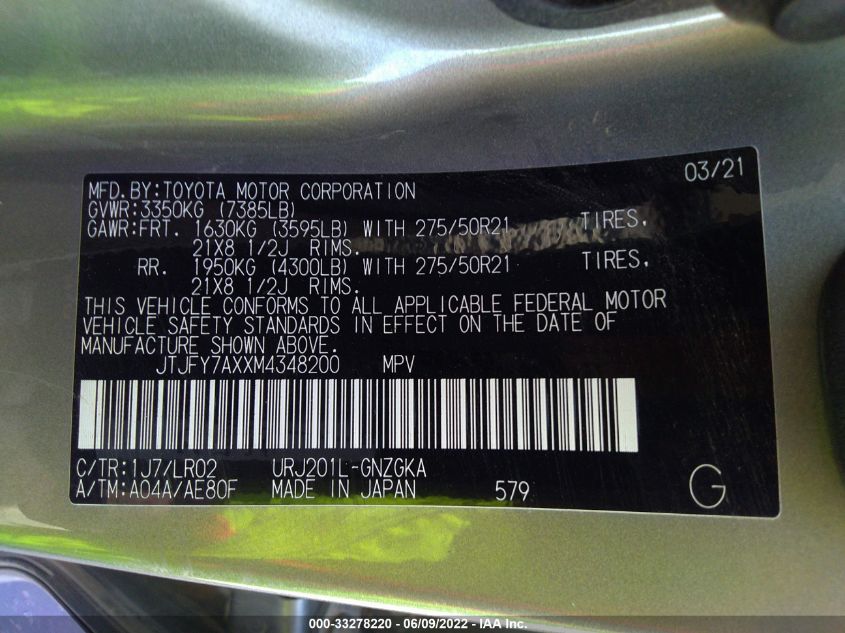 03/21
MFD.BY:TOYOTA MOTOR CORPORATION
GVWR:3350KG (7385LB)
GAWR:FRT. 1630KG (3595LB) WITH 275/50R21 TIRES,
21X8 1/2J RIMS.
RR. 1950KG (4300LB) WITH 275/50R21 TIRES,
21X8 1/2J RIMS.
THIS VEHICLE CONFORMS TO ALL APPLICABLE FEDERAL MOTOR
VEHICLE SAFETY STANDARDS IN EFFECT ON THE DATE OF
MANUFACTURE SHOWN ABOVE.
JTJFY7AXXM4348200 MPV
C/TR:1J7/LR02 URJ201L-GNZGKA
A/TM:A04A/AE80F MADE IN JAPAN 579 G
000-33278220 - 06/09/2022 - IAA Inc.